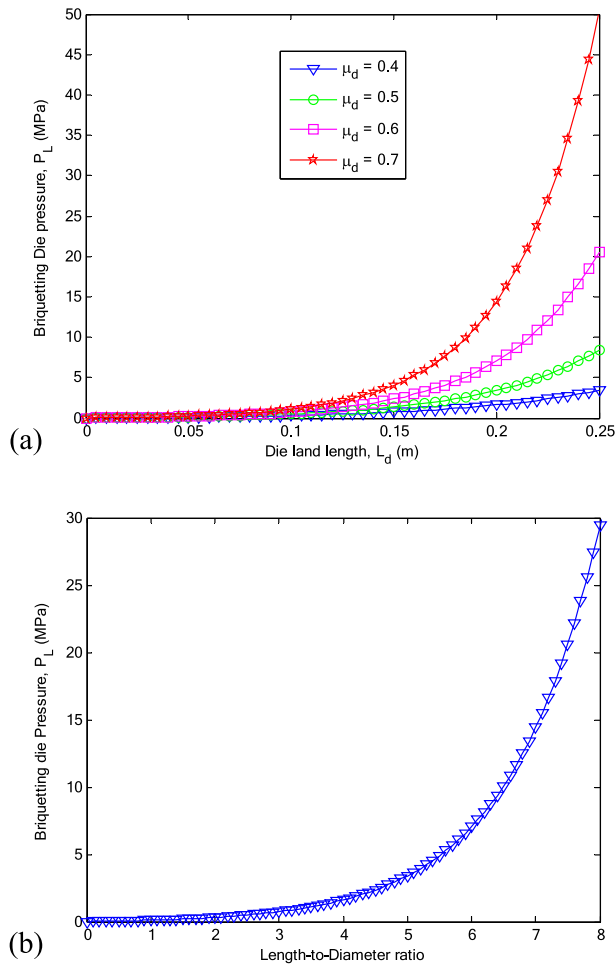 50
45
40
35
30
25
20
15
10
5
0
Briquetting Die pressure, P_L (MPa)
μ_d = 0.4
μ_d = 0.5
μ_d = 0.6
μ_d = 0.7
0 0.05 0.1 0.15 0.2 0.25
Die land length, L_d (m)
(a)
30
25
20
15
10
5
0
Briquetting die Pressure, P_L (MPa)
0 1 2 3 4 5 6 7 8
Length-to-Diameter ratio
(b)